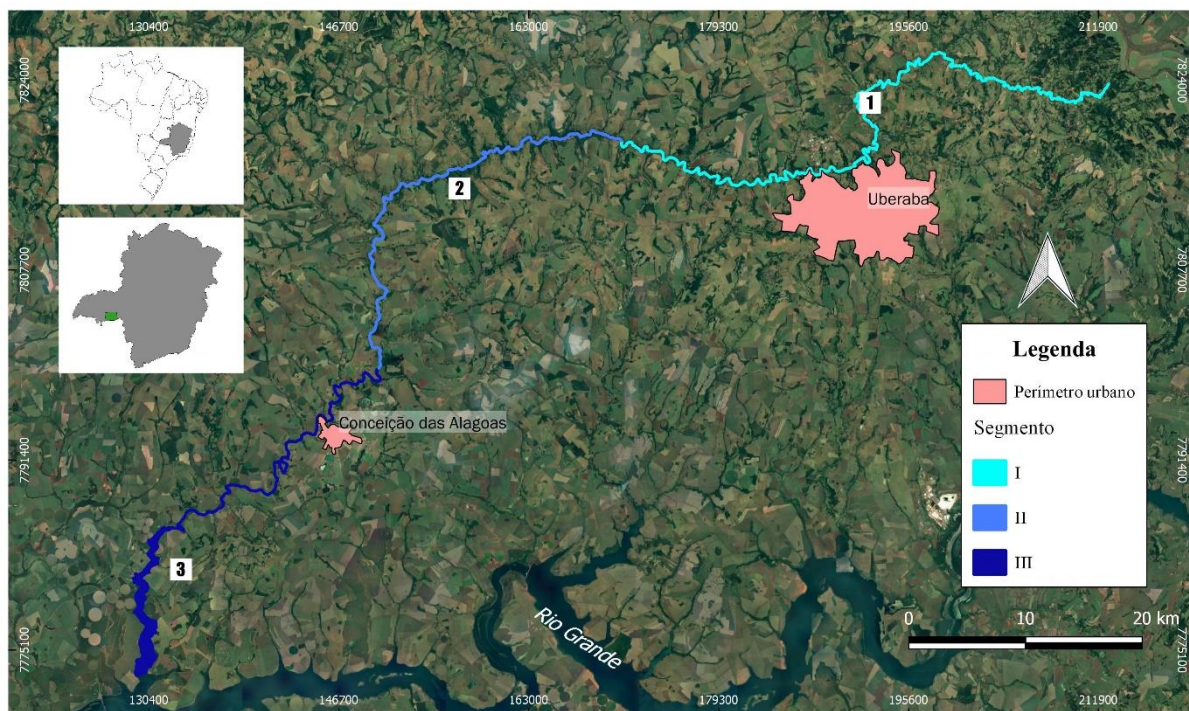 130400 146700 163000 179300 195600 211900
7824000
7824000
1
2
Uberaba
7807700
7807700
Legenda
Perímetro urbano
Segmento
I
II
III
Conceição das Alagoas
7791400
7791400
3
Rio Grande
0 10 20 km
7775100
7775100
130400 146700 163000 179300 195600 211900